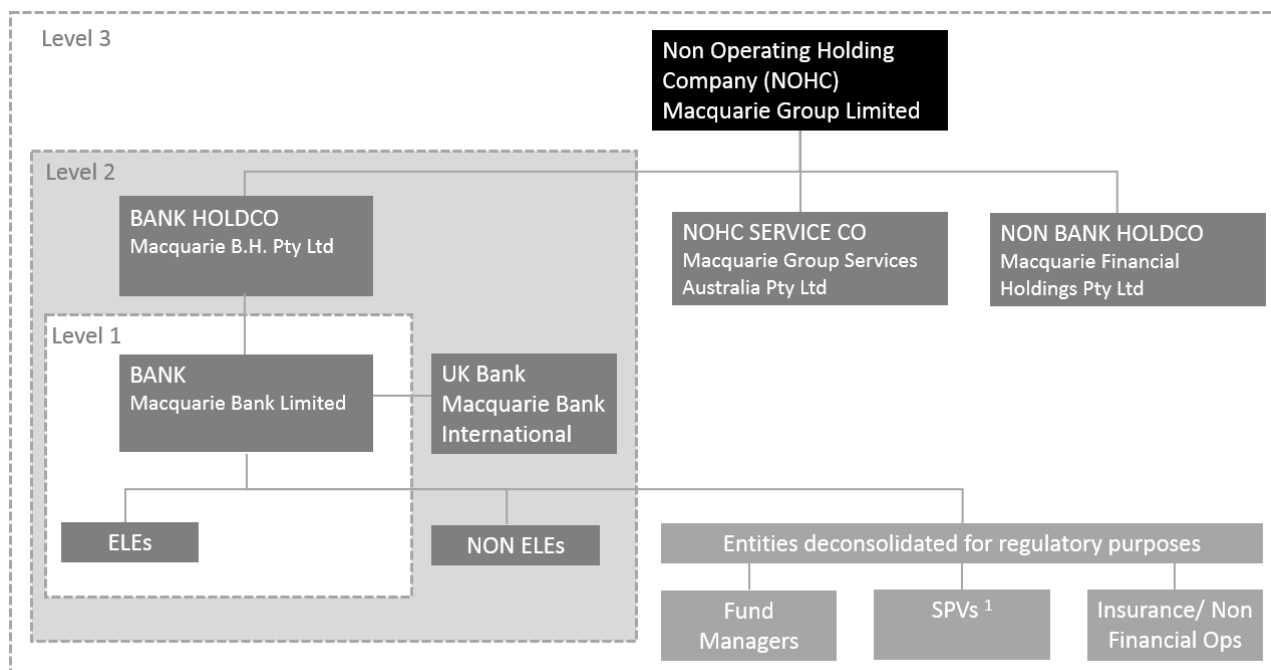 Level 3
Non Operating Holding
Company (NOHC)
Macquarie Group Limited
Level 2
BANK HOLDCO
Macquarie B.H. Pty Ltd
NOHC SERVICE CO
Macquarie Group Services
Australia Pty Ltd
NON BANK HOLDCO
Macquarie Financial
Holdings Pty Ltd
Level 1
BANK
Macquarie Bank Limited
UK Bank
Macquarie Bank
International
ELEs
NON ELEs
Entities deconsolidated for regulatory purposes
Fund
Managers
SPVs 1
Insurance/ Non
Financial Ops